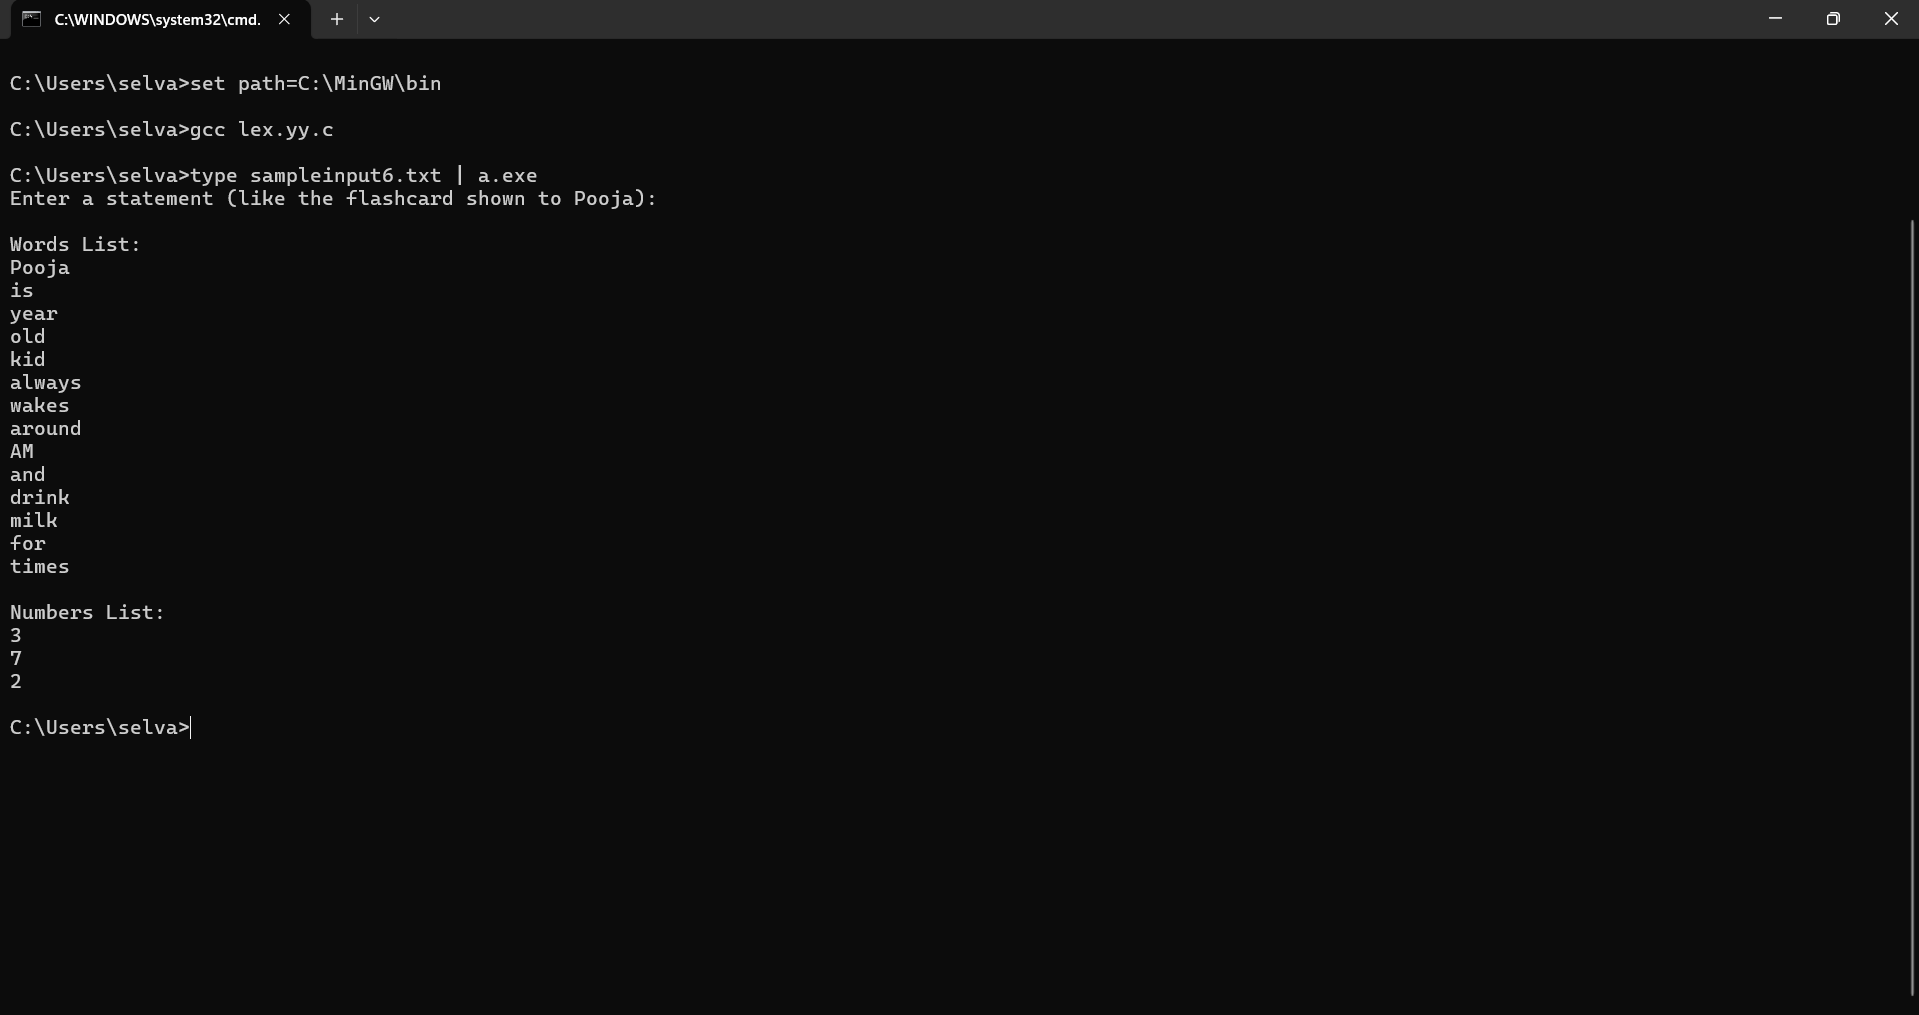 C:\WINDOWS\system32\cmd.
C:\Users\selva>set path=C:\MinGW\bin
C:\Users\selva>gcc lex.yy.c
C:\Users\selva>type sampleinput6.txt | a.exe
Enter a statement (like the flashcard shown to Pooja):
Words List:
Pooja
is
year
old
kid
always
wakes
around
AM
and
drink
milk
for
times
Numbers List:
3
7
2
C:\Users\selva>